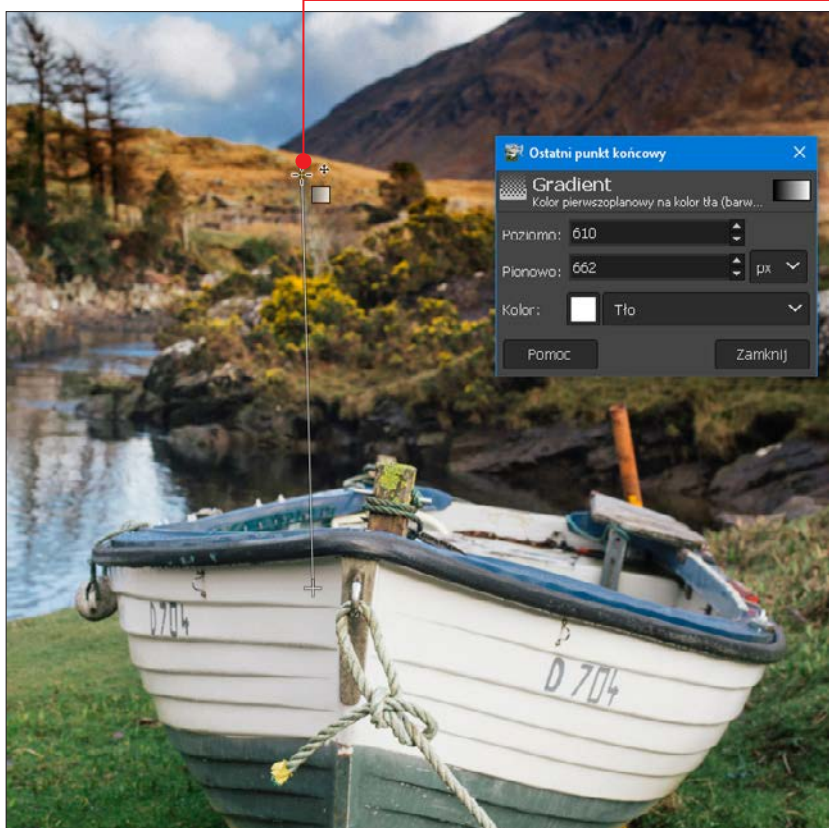 Ostatni punkt końcowy
Gradient
Kolor pierwszoplanowy na kolor tła (barw...
Poziomo: 610
Pionowo: 662 px
Kolor: Tło
Pomoc Zamknij
D704
D 704